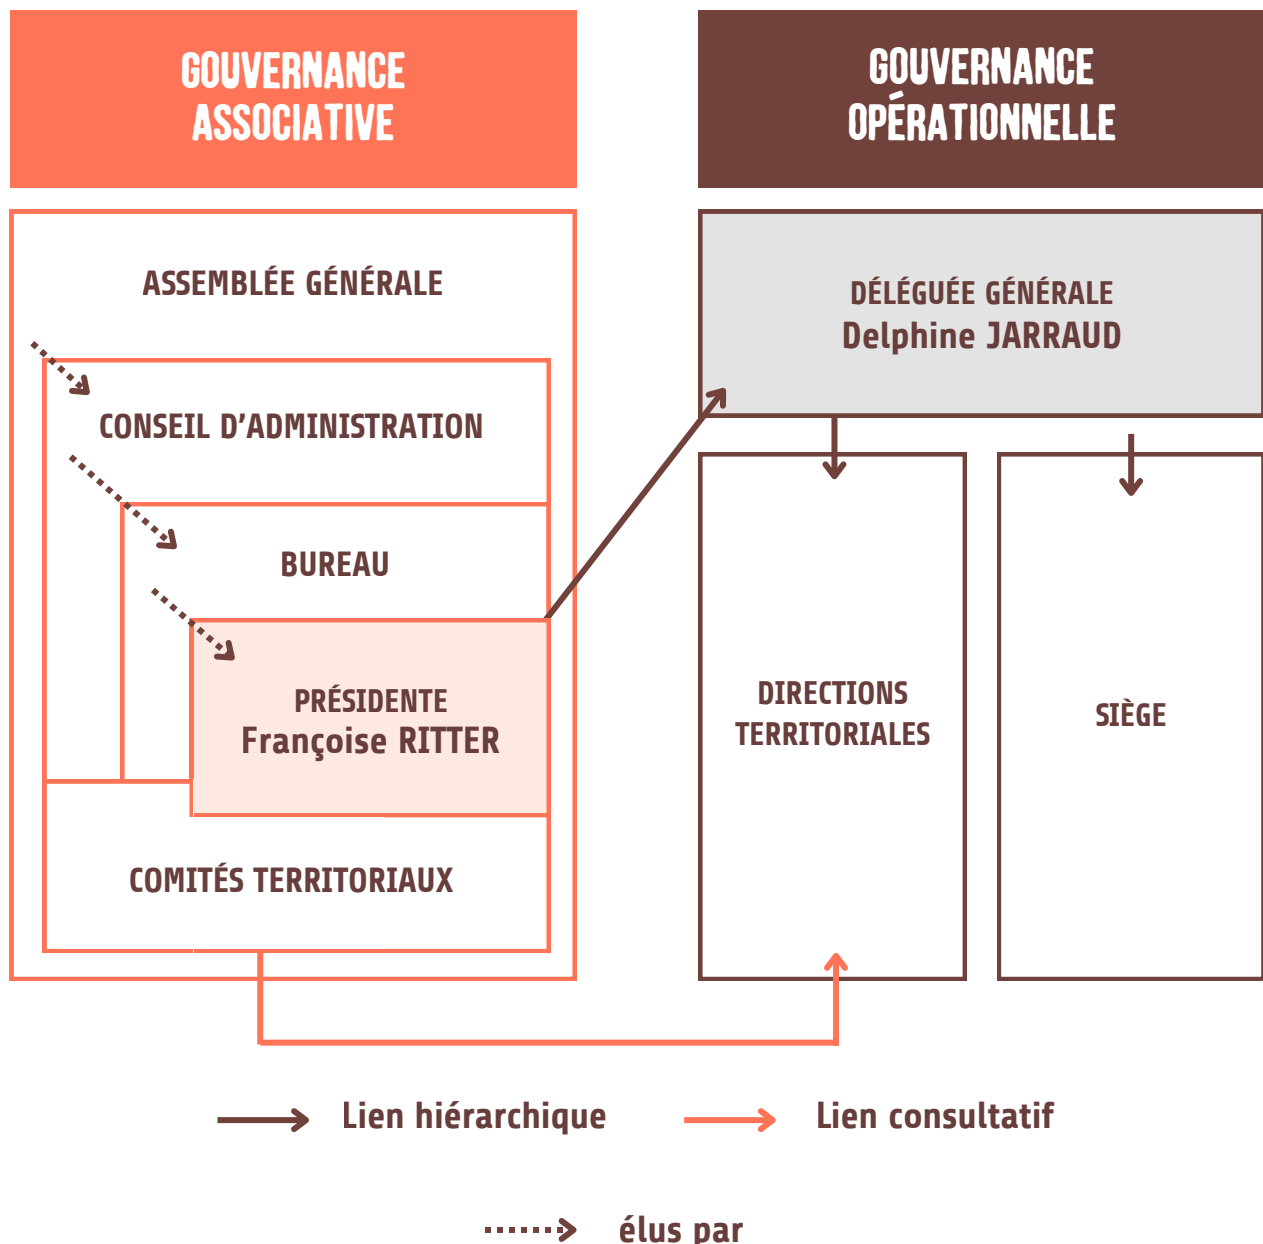 GOUVERNANCE
ASSOCIATIVE
GOUVERNANCE
OPÉRATIONNELLE
ASSEMBLÉE GÉNÉRALE
CONSEIL D’ADMINISTRATION
BUREAU
PRÉSIDENTE
Françoise RITTER
COMITÉS TERRITORIAUX
DÉLÉGUÉE GÉNÉRALE
Delphine JARRAUD
DIRECTIONS
TERRITORIALES
SIÈGE
Lien hiérarchique
Lien consultatif
élus par